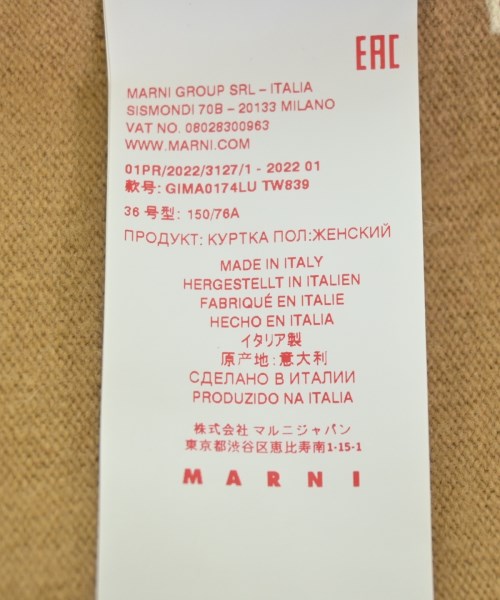 EAC
MARNI GROUP SRL – ITALIA
SISMONDI 70B – 20133 MILANO
VAT NO. 08028300963
WWW.MARNI.COM
01PR/2022/3127/1 - 2022 01
款号: GIMA0174LU TW839
36 号型: 150/76A
ПРОДУКТ: КУРТКА ПОЛ:ЖЕНСКИЙ
MADE IN ITALY
HERGESTELLT IN ITALIEN
FABRIQUÉ EN ITALIE
HECHO EN ITALIA
イタリア製
原产地: 意大利
СДЕЛАНО В ИТАЛИИ
PRODUZIDO NA ITALIA
株式会社 マルニジャパン
東京都渋谷区恵比寿南1-15-1
MARNI